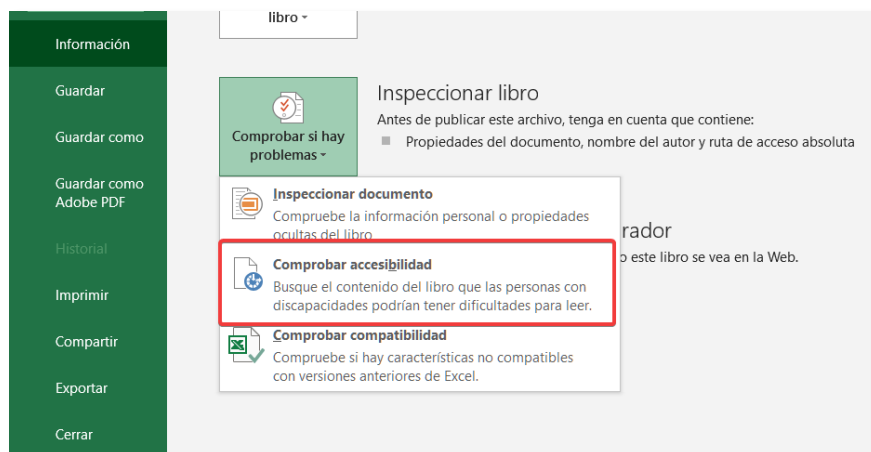 libro
Información
Guardar
Guardar como
Guardar como
Adobe PDF
Historial
Imprimir
Compartir
Exportar
Cerrar
Comprobar si hay
problemas
Inspeccionar libro
Antes de publicar este archivo, tenga en cuenta que contiene:
Propiedades del documento, nombre del autor y ruta de acceso absoluta
Inspeccionar documento
Compruebe la información personal o propiedades
ocultas del libro
Comprobar accesibilidad
Busque el contenido del libro que las personas con
discapacidades podrían tener dificultades para leer.
Comprobar compatibilidad
Compruebe si hay características no compatibles
con versiones anteriores de Excel.
rador
o este libro se vea en la Web.